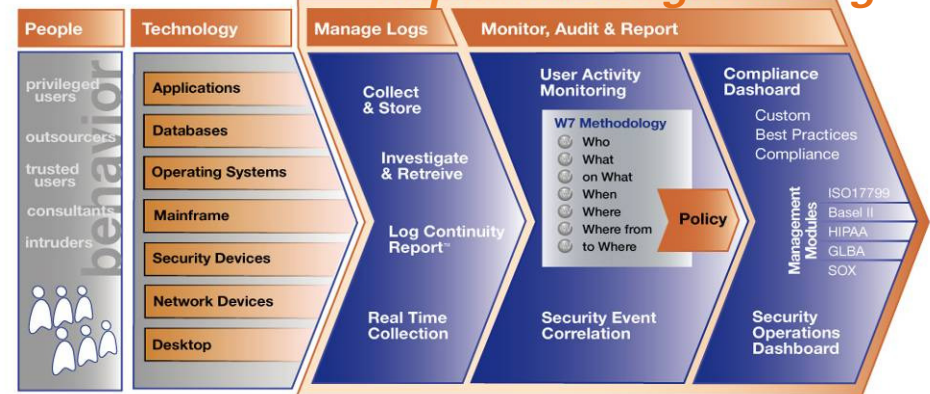 People
Technology
Manage Logs
Monitor, Audit & Report
behavior
privileged
users
outsourcers
trusted
users
consultants
intruders
Applications
Databases
Operating Systems
Mainframe
Security Devices
Network Devices
Desktop
Collect
& Store
Investigate
& Retreive
Log Continuity
Report™
Real Time
Collection
User Activity
Monitoring
W7 Methodology
Who
What
on What
When
Where
Where from
to Where
Policy
Security Event
Correlation
Compliance
Dashoard
Custom
Best Practices
Compliance
Management
Modules
ISO17799
Basel II
HIPAA
GLBA
SOX
Security
Operations
Dashboard